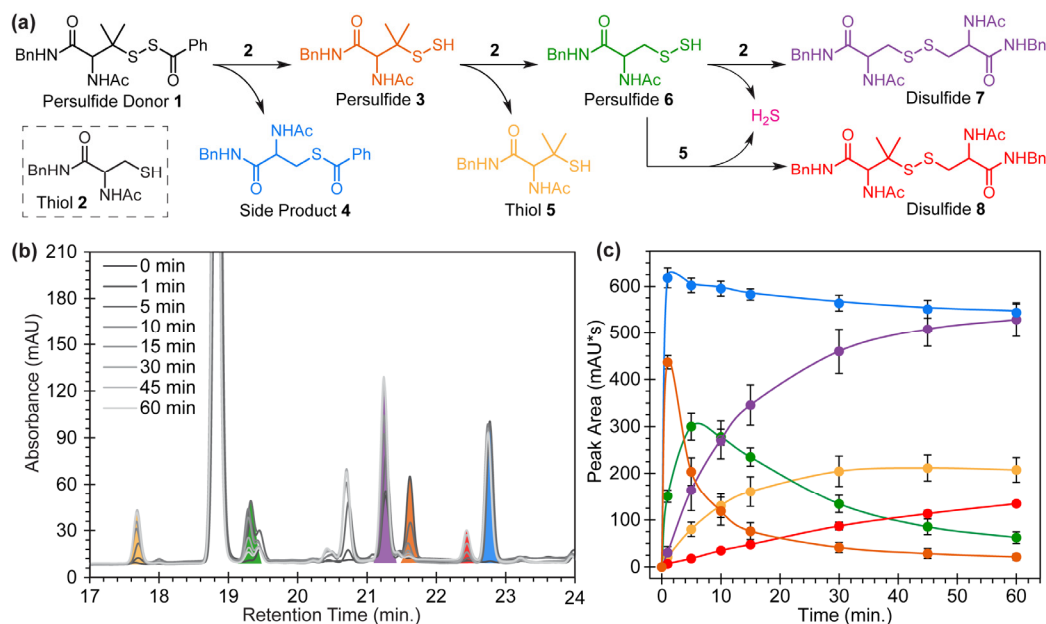 (a)
O
BnHN
NHAc
S
S
Ph
O
Persulfide Donor 1
2
O
BnHN
NHAc
SH
S
Persulfide 3
2
O
BnHN
NHAc
SH
S
Persulfide 6
2
O
BnHN
NHAc
S
S
NHAc
NHBn
O
Disulfide 7
H2S
O
BnHN
SH
NHAc
Thiol 2
NHAc
BnHN
S
Ph
O
O
Side Product 4
O
BnHN
SH
NHAc
Thiol 5
5
O
BnHN
NHAc
S
S
NHAc
NHBn
O
Disulfide 8
(b)
210
180
150
120
90
60
30
0
Absorbance (mAU)
0 min
1 min
5 min
10 min
15 min
30 min
45 min
60 min
17 18 19 20 21 22 23 24
Retention Time (min.)
(c)
600
500
400
300
200
100
0
Peak Area (mAU*s)
0 10 20 30 40 50 60
Time (min.)